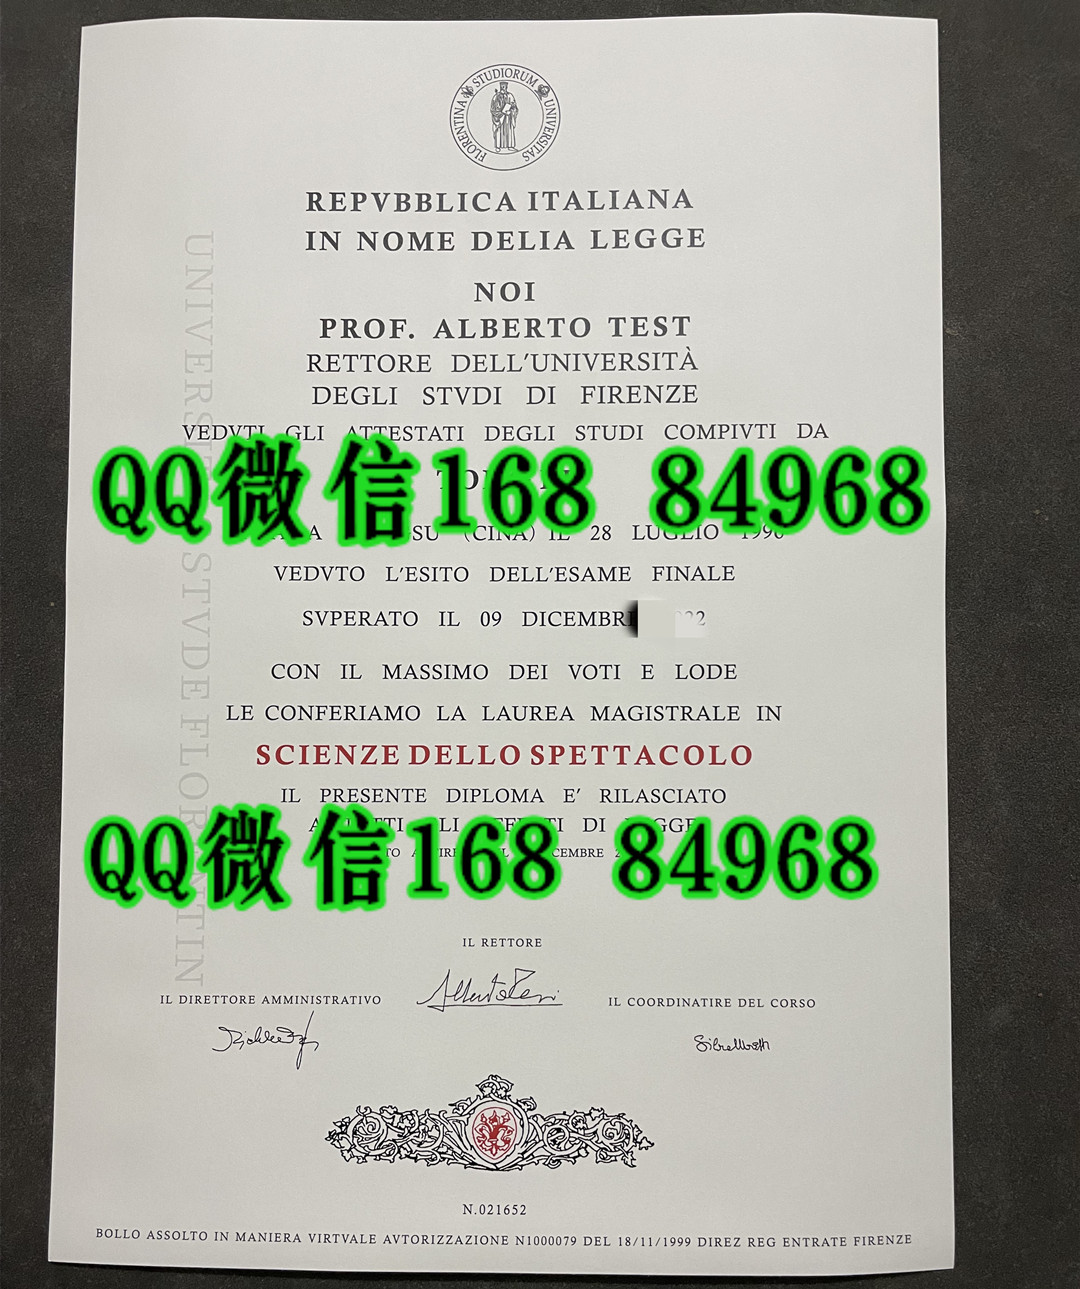 FLORENTINA STUDIORUM UNIVERSITAS
REPVBBLICA ITALIANA
IN NOME DELIA LEGGE
NOI
PROF. ALBERTO TEST
RETTORE DELL'UNIVERSITÀ
DEGLI STVDI DI FIRENZE
VEDVTI GLI ATTESTATI DEGLI STUDI COMPIVTI DA
QQ微信168 84968
(CINA) IL 28 LUGLIO
VEDVTO L'ESITO DELL'ESAME FINALE
SVPERATO IL 09 DICEMBRE
CON IL MASSIMO DEI VOTI E LODE
LE CONFERIAMO LA LAUREA MAGISTRALE IN
SCIENZE DELLO SPETTACOLO
IL PRESENTE DIPLOMA E' RILASCIATO
DI
QQ微信168 84968
IL RETTORE
IL DIRETTORE AMMINISTRATIVO
IL COORDINATIRE DEL CORSO
N.021652
BOLLO ASSOLTO IN MANIERA VIRTVALE AVTORIZZAZIONE N1000079 DEL 18/11/1999 DIREZ REG ENTRATE FIRENZE